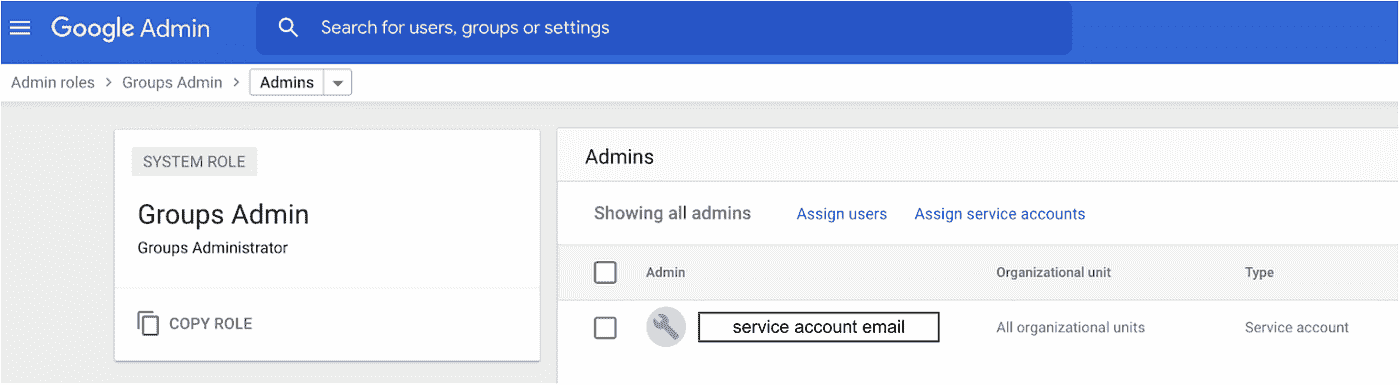 Google Admin
Search for users, groups or settings
Admin roles > Groups Admin > Admins
SYSTEM ROLE
Groups Admin
Groups Administrator
COPY ROLE
Admins
Showing all admins Assign users Assign service accounts
Admin Organizational unit Type
service account email All organizational units Service account